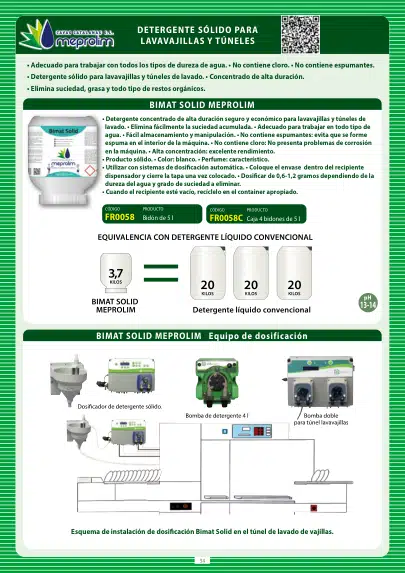 CAPAS CATALANAS S.L.
meprolim
DETERGENTE SÓLIDO PARA
LAVAVAJILLAS Y TÚNELES
• Adecuado para trabajar con todos los tipos de dureza de agua. • No contiene cloro. • No contiene espumantes.
• Detergente sólido para lavavajillas y túneles de lavado. • Concentrado de alta duración.
• Elimina suciedad, grasa y todo tipo de restos orgánicos.
BIMAT SOLID MEPROLIM
Bimat Solid
meprolim
• Detergente concentrado de alta duración seguro y económico para lavavajillas y túneles de
lavado. • Elimina fácilmente la suciedad acumulada. • Adecuado para trabajar en todo tipo de
agua. • Fácil almacenamiento y manipulación. • No contiene espumantes: evita que se forme
espuma en el interior de la máquina. • No contiene cloro: No presenta problemas de corrosión
en la máquina. • Alta concentración: excelente rendimiento.
• Producto sólido. • Color: blanco. • Perfume: característico.
• Utilizar con sistemas de dosificación automática. • Coloque el envase dentro del recipiente
dispensador y cierre la tapa una vez colocado. • Dosificar de 0,6-1,2 gramos dependiendo de la
dureza del agua y grado de suciedad a eliminar.
• Cuando el recipiente esté vacío, recíclelo en el container apropiado.
CÓDIGO PRODUCTO
FR0058 Bidón de 5 l
CÓDIGO PRODUCTO
FR0058C Caja 4 bidones de 5 l
EQUIVALENCIA CON DETERGENTE LÍQUIDO CONVENCIONAL
3,7
KILOS
20
KILOS
20
KILOS
20
KILOS
BIMAT SOLID
MEPROLIM
Detergente líquido convencional
pH
13-14
BIMAT SOLID MEPROLIM Equipo de dosificación
Dosificador de detergente sólido.
Bomba de detergente 4 l
Bomba doble
para túnel lavavajillas
Esquema de instalación de dosificación Bimat Solid en el túnel de lavado de vajillas.